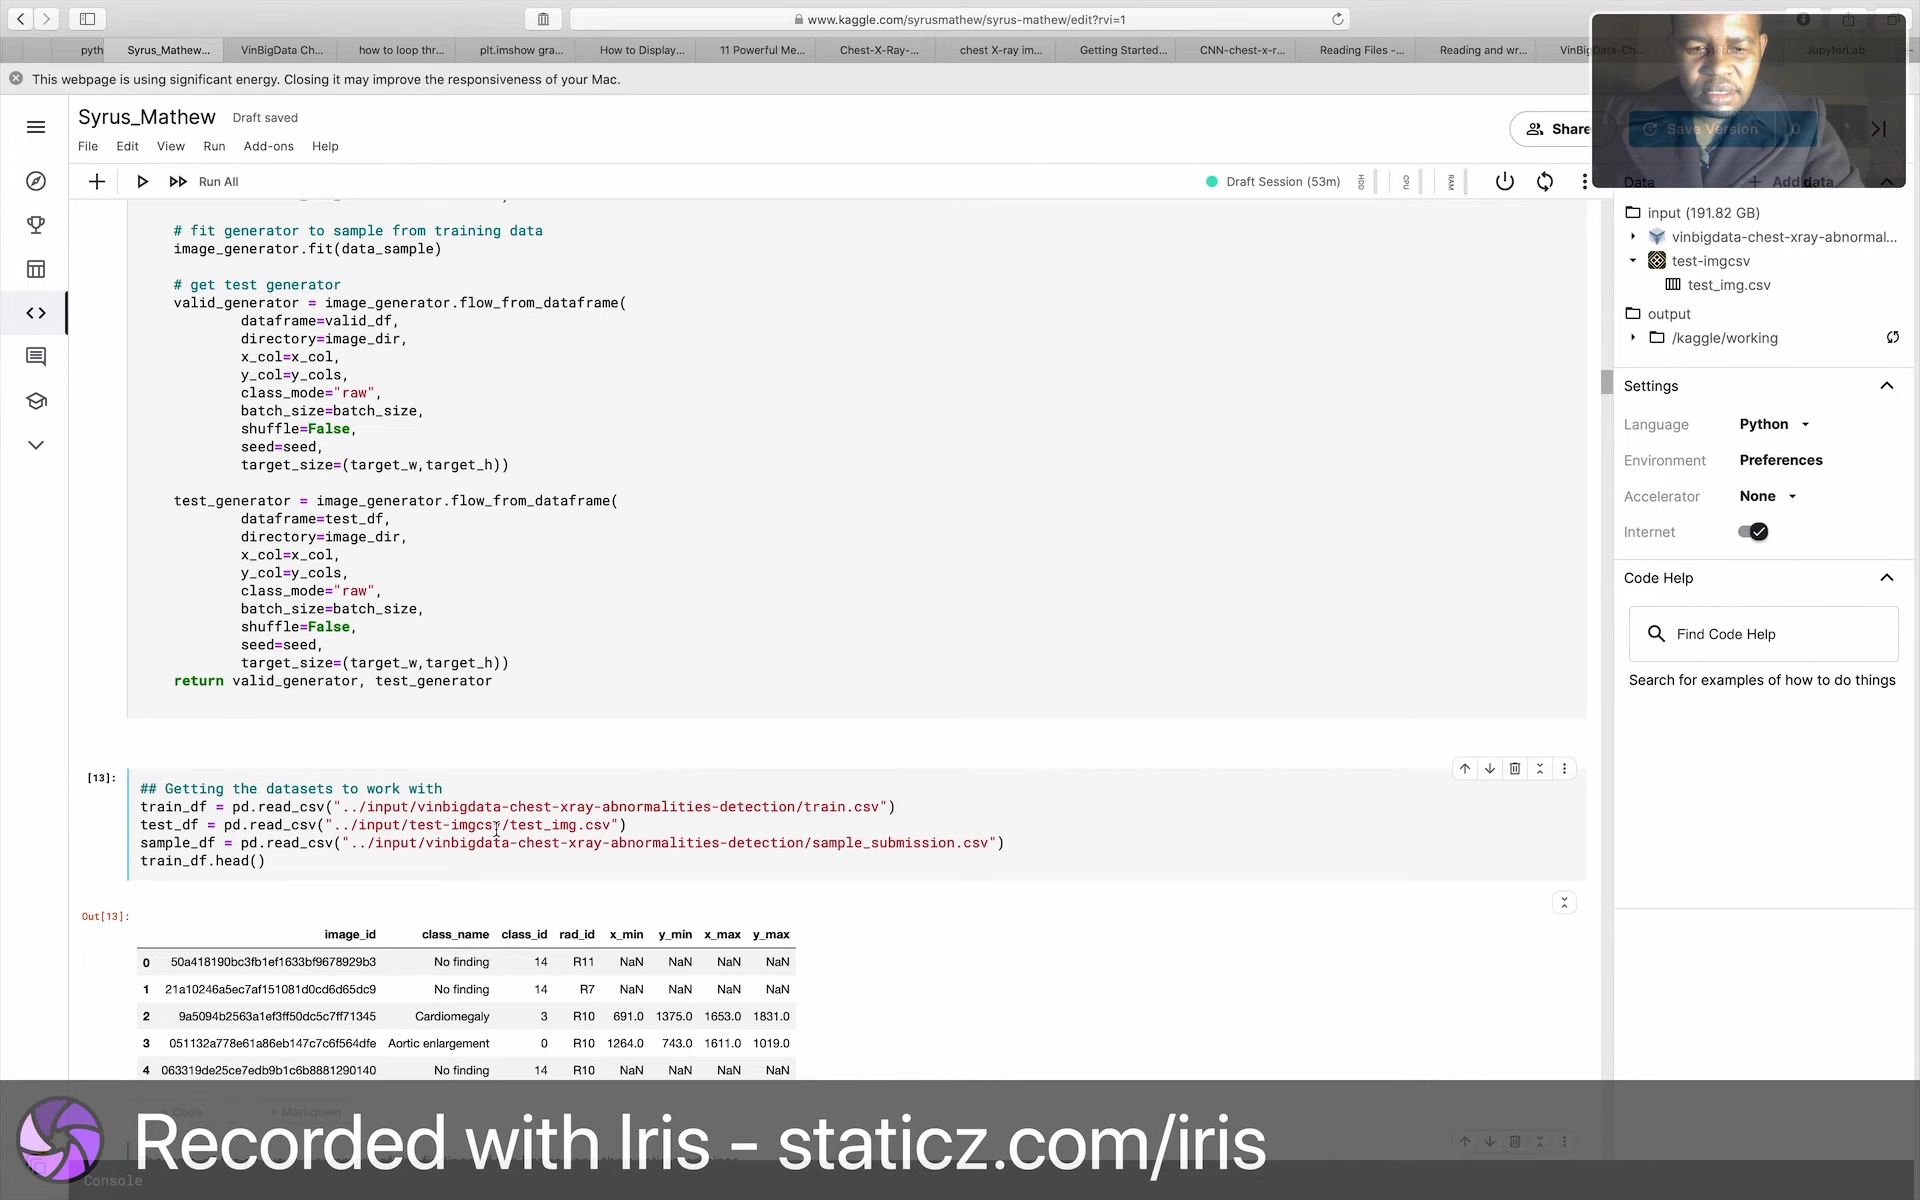 www.kaggle.com/syrusmathew/syrus-mathew/edit?rvi=1
pyth
Syrus_Mathew...
VinBigData Ch...
how to loop thr...
plt.imshow gra...
How to Display...
11 Powerful Me...
Chest-X-Ray-...
chest X-ray im...
Getting Started...
CNN-chest-x-r...
Reading Files -...
Reading and wr...
VinBigData-Ch...
JupyterLab
This webpage is using significant energy. Closing it may improve the responsiveness of your Mac.
Syrus_Mathew Draft saved
Share
Save Version 0
File Edit View Run Add-ons Help
Run All
Draft Session (53m)
HDD
CPU
RAM
Data
+ Add data
# fit generator to sample from training data
image_generator.fit(data_sample)
# get test generator
valid_generator = image_generator.flow_from_dataframe(
dataframe=valid_df,
directory=image_dir,
x_col=x_col,
y_col=y_cols,
class_mode="raw",
batch_size=batch_size,
shuffle=False,
seed=seed,
target_size=(target_w,target_h))
test_generator = image_generator.flow_from_dataframe(
dataframe=test_df,
directory=image_dir,
x_col=x_col,
y_col=y_cols,
class_mode="raw",
batch_size=batch_size,
shuffle=False,
seed=seed,
target_size=(target_w,target_h))
return valid_generator, test_generator
[13]:
## Getting the datasets to work with
train_df = pd.read_csv("../input/vinbigdata-chest-xray-abnormalities-detection/train.csv")
test_df = pd.read_csv("../input/test-imgcsv/test_img.csv")
sample_df = pd.read_csv("../input/vinbigdata-chest-xray-abnormalities-detection/sample_submission.csv")
train_df.head()
Out[13]:
image_id class_name class_id rad_id x_min y_min x_max y_max
0 50a418190bc3fb1ef1633bf9678929b3 No finding 14 R11 NaN NaN NaN NaN
1 21a10246a5ec7af151081d0cd6d65dc9 No finding 14 R7 NaN NaN NaN NaN
2 9a5094b2563a1ef3ff50dc5c7ff71345 Cardiomegaly 3 R10 691.0 1375.0 1653.0 1831.0
3 051132a778e61a86eb147c7c6f564dfe Aortic enlargement 0 R10 1264.0 743.0 1611.0 1019.0
4 063319de25ce7edb9b1c6b8881290140 No finding 14 R10 NaN NaN NaN NaN
+ Code
+ Markdown
Recorded with Iris - staticz.com/iris
Console
input (191.82 GB)
vinbigdata-chest-xray-abnormal...
test-imgcsv
test_img.csv
output
/kaggle/working
Settings
Language Python
Environment Preferences
Accelerator None
Internet
Code Help
Find Code Help
Search for examples of how to do things